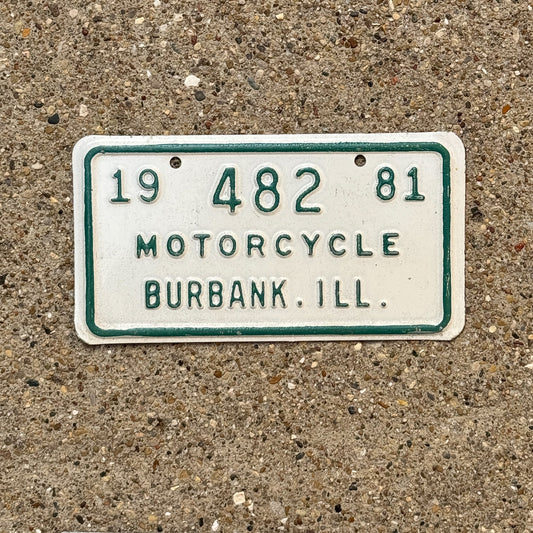 19 482 81
MOTORCYCLE
BURBANK. ILL.